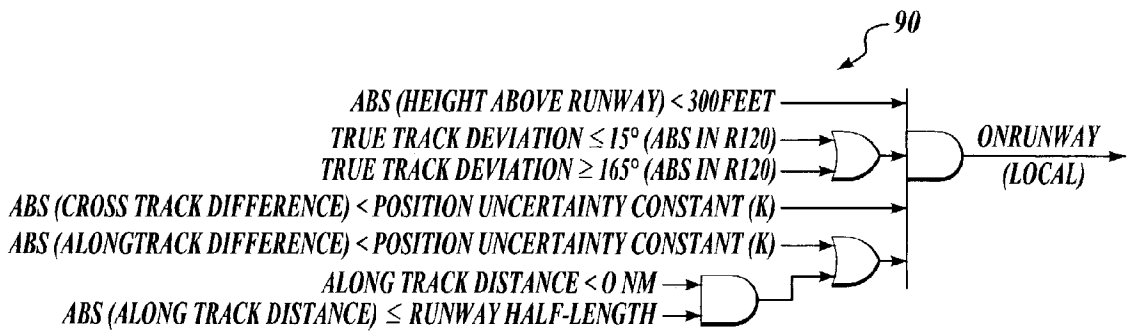 90
ABS (HEIGHT ABOVE RUNWAY) < 300FEET
TRUE TRACK DEVIATION ≤ 15° (ABS IN R120)
TRUE TRACK DEVIATION ≥ 165° (ABS IN R120)
ONRUNWAY
(LOCAL)
ABS (CROSS TRACK DIFFERENCE) < POSITION UNCERTAINTY CONSTANT (K)
ABS (ALONGTRACK DIFFERENCE) < POSITION UNCERTAINTY CONSTANT (K)
ALONG TRACK DISTANCE < O NM
ABS (ALONG TRACK DISTANCE) ≤ RUNWAY HALF-LENGTH